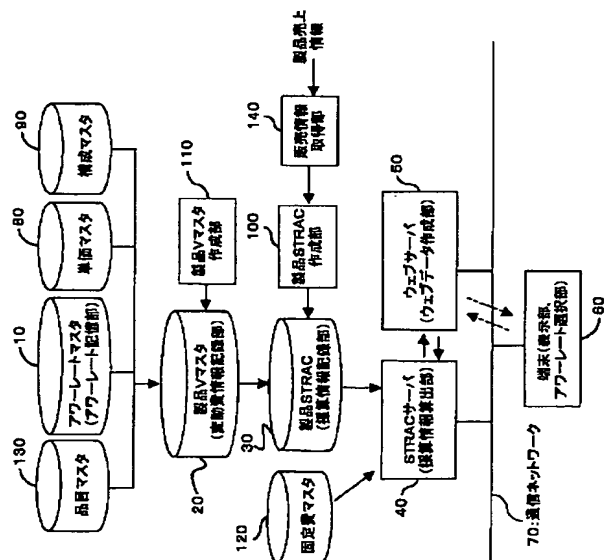 130
品目マスタ
10
アワーレートマスタ
(アワーレート記憶部)
80
単価マスタ
90
構成マスタ
20
製品Vマスタ
(変動費情報記録部)
110
製品Vマスタ
作成部
120
固定費マスタ
30
製品STRAC
(採算情報記録部)
100
製品STRAC
作成部
140
販売情報
取得部
製品売上
情報
40
STRACサーバ
(採算情報算出部)
50
ウェブサーバ
(ウェブデータ作成部)
70:通信ネットワーク
60
端末(表示部、
アワーレート選択部)